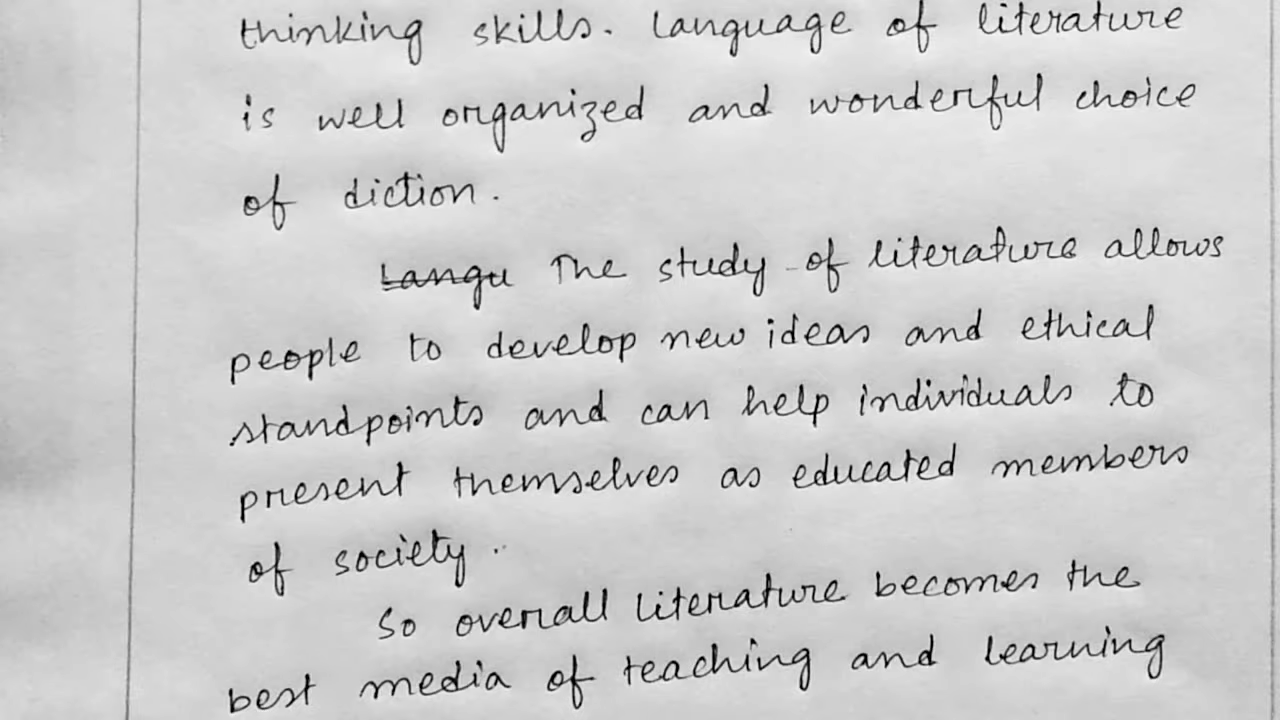 thinking skills. Language of literature
is well organized and wonderful choice
of diction.
Langu The study of literature allows
people to develop new ideas and ethical
standpoints and can help individuals to
present themselves as educated members
of society.
So overall literature becomes the
best media of teaching and learning